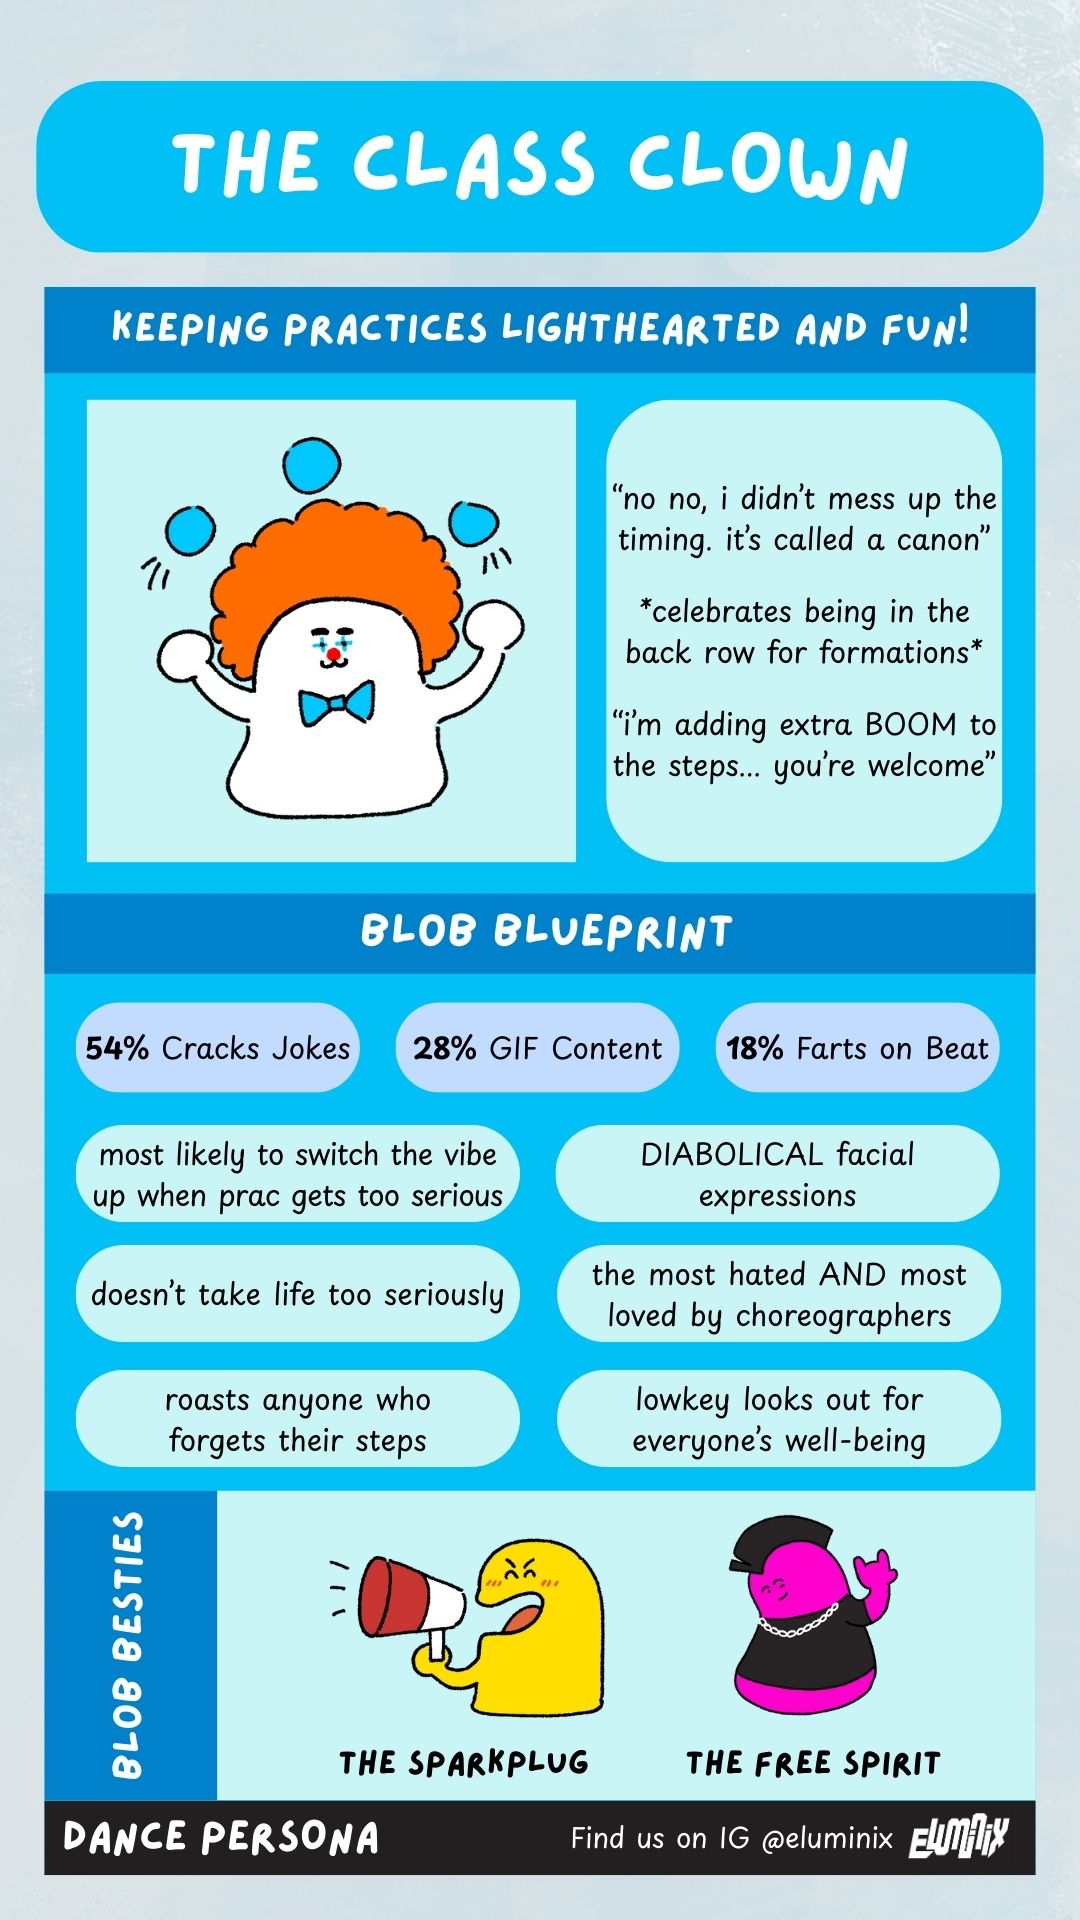 THE CLASS CLOWN
KEEPING PRACTICES LIGHTHEARTED AND FUN!
“no no, i didn’t mess up the
timing. it’s called a canon”
*celebrates being in the
back row for formations*
“i’m adding extra BOOM to
the steps... you’re welcome”
BLOB BLUEPRINT
54% Cracks Jokes
28% GIF Content
18% Farts on Beat
most likely to switch the vibe
up when prac gets too serious
DIABOLICAL facial
expressions
doesn’t take life too seriously
the most hated AND most
loved by choreographers
roasts anyone who
forgets their steps
lowkey looks out for
everyone’s well-being
BLOB BESTIES
THE SPARKPLUG
THE FREE SPIRIT
DANCE PERSONA
Find us on IG @eluminix
ELUMINIX